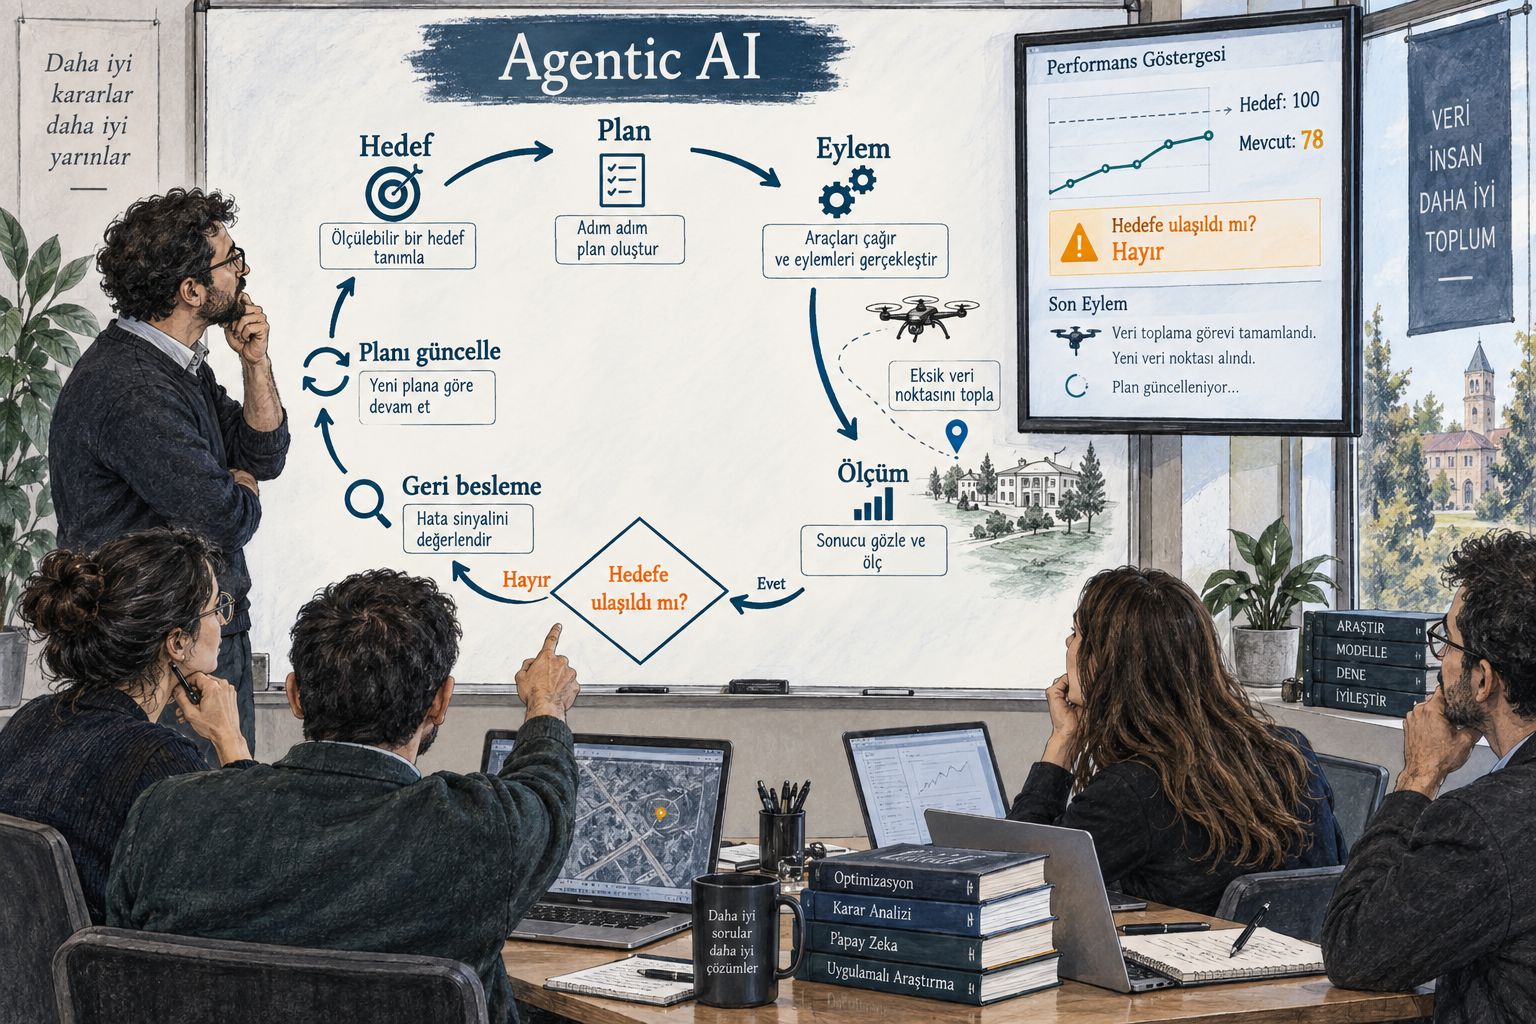 Daha iyi
kararlar
daha iyi
yarınlar
Agentic AI
Hedef
Ölçülebilir bir hedef
tanımla
Plan
Adım adım
plan oluştur
Eylem
Araçları çağır
ve eylemleri gerçekleştir
Eksik veri
noktasını topla
Ölçüm
Sonucu gözle ve
ölç
Evet
Hedefe
ulaşıldı mı?
Hayır
Geri besleme
Hata sinyalini
değerlendir
Planı güncelle
Yeni plana göre
devam et
Performans Göstergesi
Hedef: 100
Mevcut: 78
Hedefe ulaşıldı mı?
Hayır
Son Eylem
Veri toplama görevi tamamlandı.
Yeni veri noktası alındı.
Plan güncelleniyor...
VERİ
İNSAN
DAHA İYİ
TOPLUM
ARAŞTIR
MODELLE
DENE
İYİLEŞTİR
Daha iyi
sorular
daha iyi
çözümler
Optimizasyon
Karar Analizi
Papay Zeka
Uygulamalı Araştırma